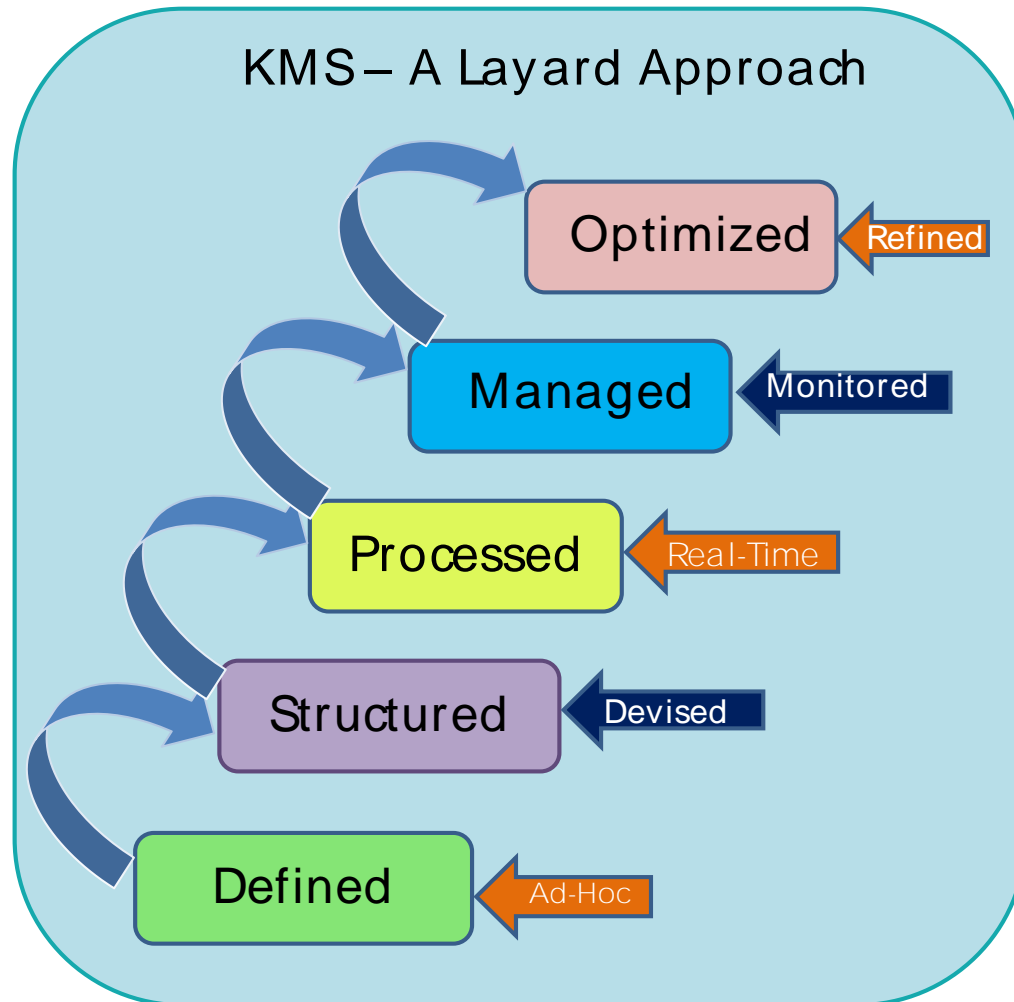 KMS – A Layard Approach
Optimized
Refined
Managed
Monitored
Processed
Real-Time
Structured
Devised
Defined
Ad-Hoc